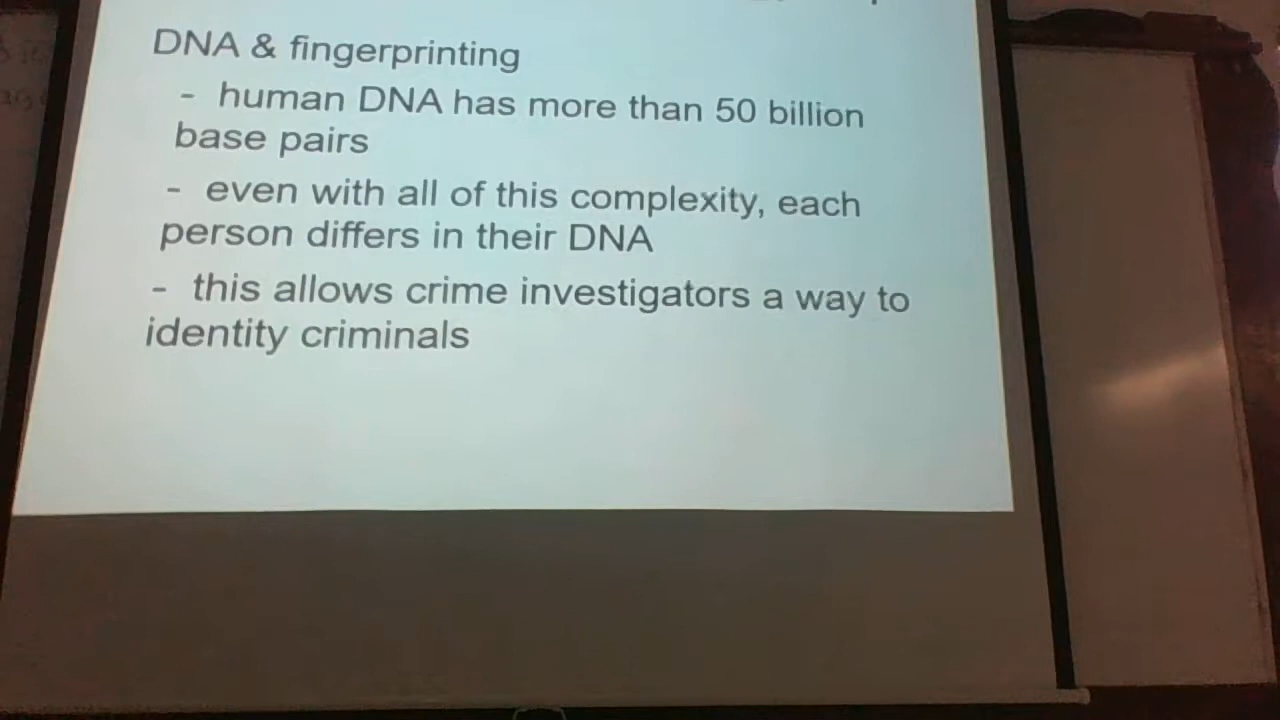 DNA & fingerprinting
- human DNA has more than 50 billion
base pairs
- even with all of this complexity, each
person differs in their DNA
- this allows crime investigators a way to
identity criminals